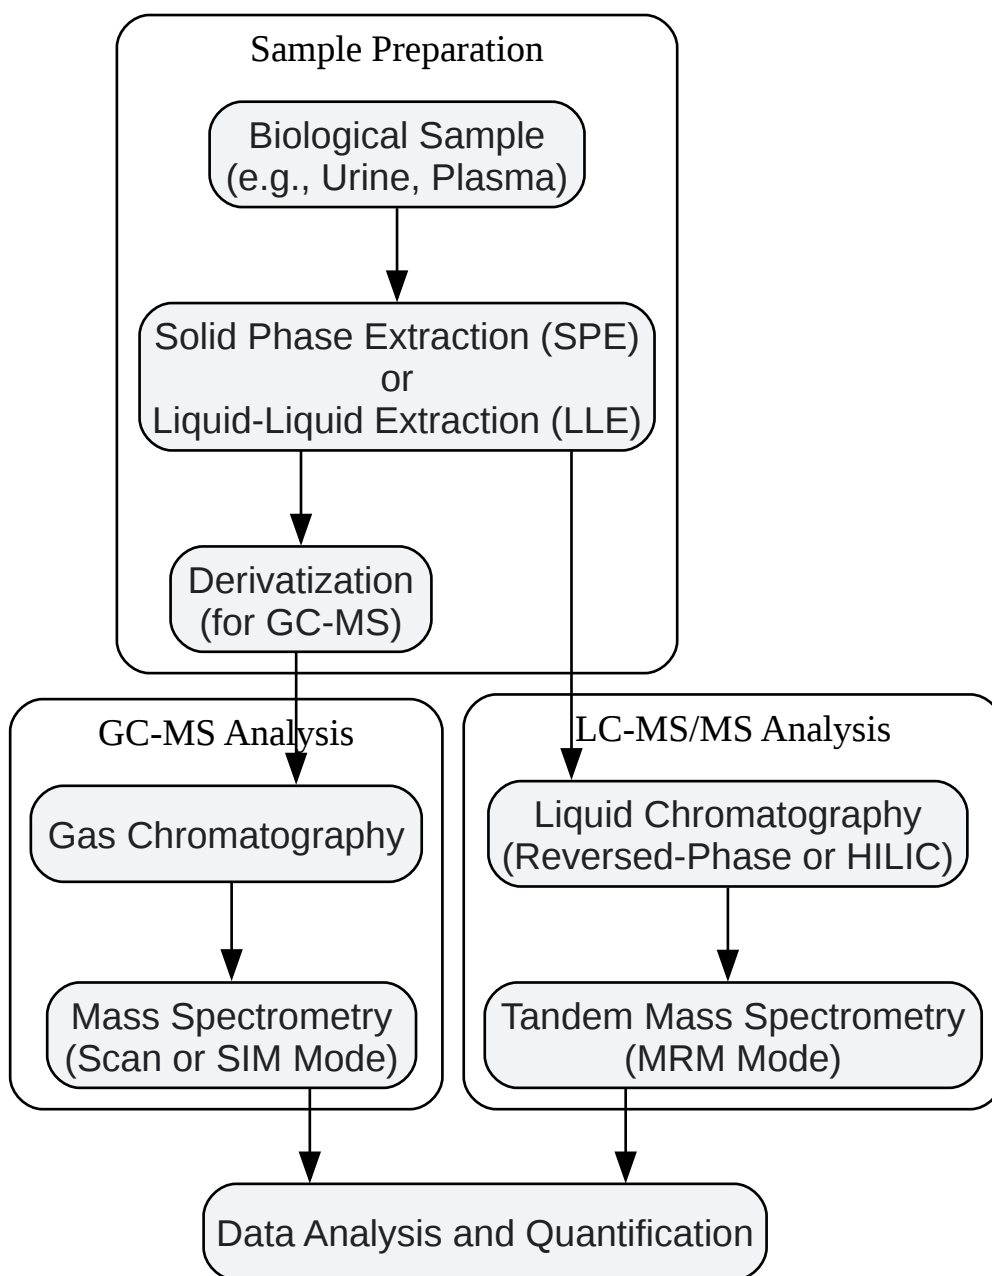 Sample Preparation
Biological Sample
(e.g., Urine, Plasma)
Solid Phase Extraction (SPE)
or
Liquid-Liquid Extraction (LLE)
Derivatization
(for GC-MS)
GC-MS Analysis
Gas Chromatography
Mass Spectrometry
(Scan or SIM Mode)
LC-MS/MS Analysis
Liquid Chromatography
(Reversed-Phase or HILIC)
Tandem Mass Spectrometry
(MRM Mode)
Data Analysis and Quantification